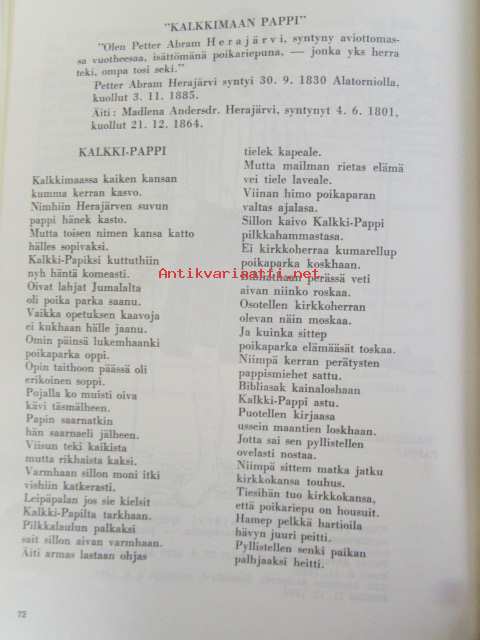 "KALKKIMAAN PAPPI"
"Olen Petter Abram Herajärvi, syntyny aviottomas-
sa vuotheesaa, isättömänä poikariepuna, — jonka yks herra
teki, ompa tosi seki."
Petter Abram Herajärvi syntyi 30. 9. 1830 Alatorniolla,
kuollut 3. 11. 1885.
Äiti: Madlena Andersdr. Herajärvi, syntynyt 4. 6. 1801,
kuollut 21. 12. 1864.
KALKKI-PAPPI
Kalkkimaassa kaiken kansan
kumma kerran kasvo.
Nimhiin Herajärven suvun
pappi hänek kasto.
Mutta toisen nimen kansa katto
hälles sopivaksi.
Kalkki-Papiksi kuttuthiin
nyh häntä komeasti.
Oivat lahjat Jumalalta
oli poika parka saanu.
Vaikka opetuksen kaavoja
ei kukhaan hälle jaanu.
Omin päinsä lukemhaanki
poikaparka oppi.
Opin taithoon päässä oli
erikoinen soppi.
Pojalla ko muisti oiva
kävi täsmälheen.
Papin saarnatkin
hän saarnaeli jälheen.
Viisun teki kaikista
mutta rikhaista kaksi.
Varmhaan sillon moni itki
vishiin katkerasti.
Leipäpalan jos sie kielsit
Kalkki-Papilta tarkhaan.
Pilkkalaulun palkaksi
sait sillon aivan varmhaan.
Äiti armas lastaan ohjas
tielek kapeale.
Mutta mailman rietas elämä
vei tiele laveale.
Viinan himo poikaparan
valtas ajalasa.
Sillon kaivo Kalkki-Pappi
pilkkahammastasa.
Ei kirkkoherraa kumarellup
poikaparka koskhaan.
perässä veti
aivan niinko roskaa.
Osotellen kirkkoherran
olevan näin moskaa.
Ja kuinka sittep
poikaparka elämääsät toskaa.
Niimpä kerran perätysten
pappismiehet sattu.
Bibliasak kainaloshaan
Kalkki-Pappi astu.
Puotellen kirjaasa
ussein maantien loskhaan.
Jotta sai sen pyllistellen
ovelasti nostaa.
Niimpä sittem matka jatku
kirkkokansa touhus.
Tiesihän tuo kirkkokansa,
että poikariepu on housuit.
Hamep pelkkä hartioila
hävyn juuri peitti.
Pyllistellen senki paikan
palhjaaksi heitti.
72
Antikvariaatti.net